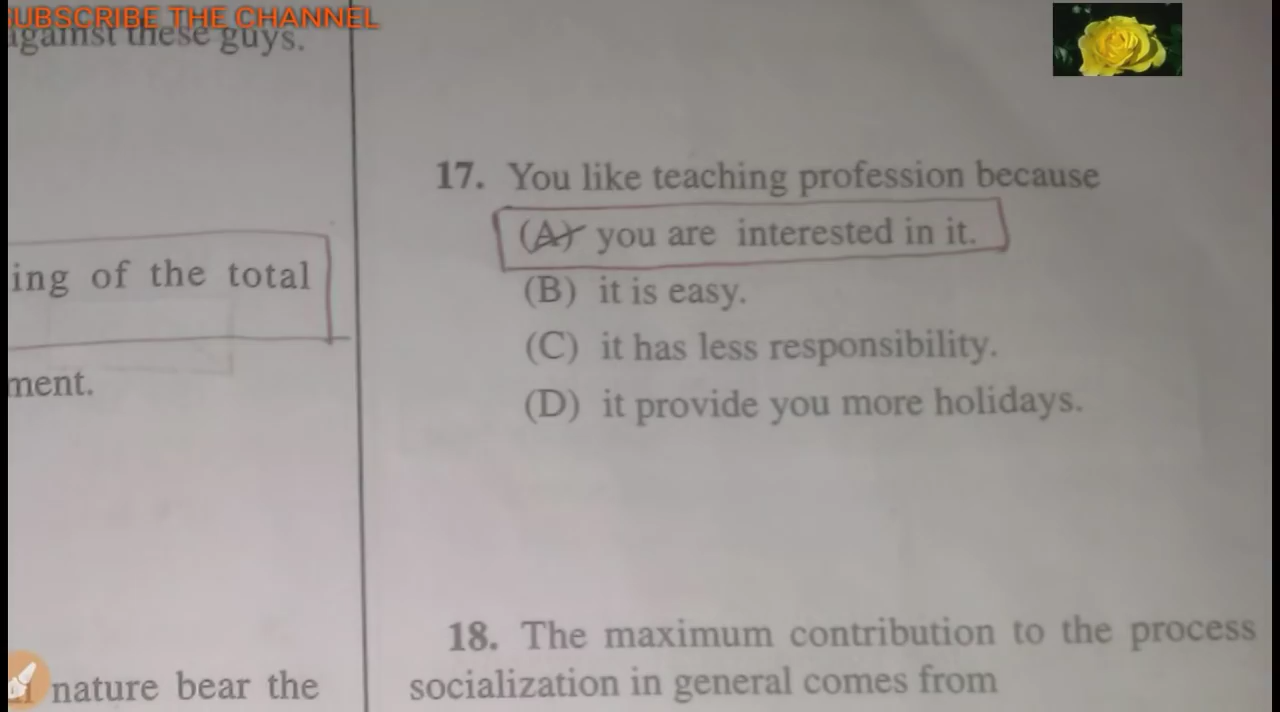 SUBSCRIBE THE CHANNEL
against these guys.
ing of the total
ment.
nature bear the
17. You like teaching profession because
(A) you are interested in it.
(B) it is easy.
(C) it has less responsibility.
(D) it provide you more holidays.
18. The maximum contribution to the process
socialization in general comes from